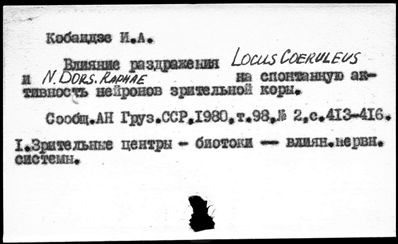 Кобаидзе И.А.
Влияние раздражения LOCUS COERULEUS
и N. DORS. RAPHAE на спонтанную ак-
тивность нейронов зрительной коры.
Сообщ.АН Груз.ССР,1980,т.98,№ 2,с.413-416.
I.Зрительные центры - биотоки — влиян.нервн.
системы.